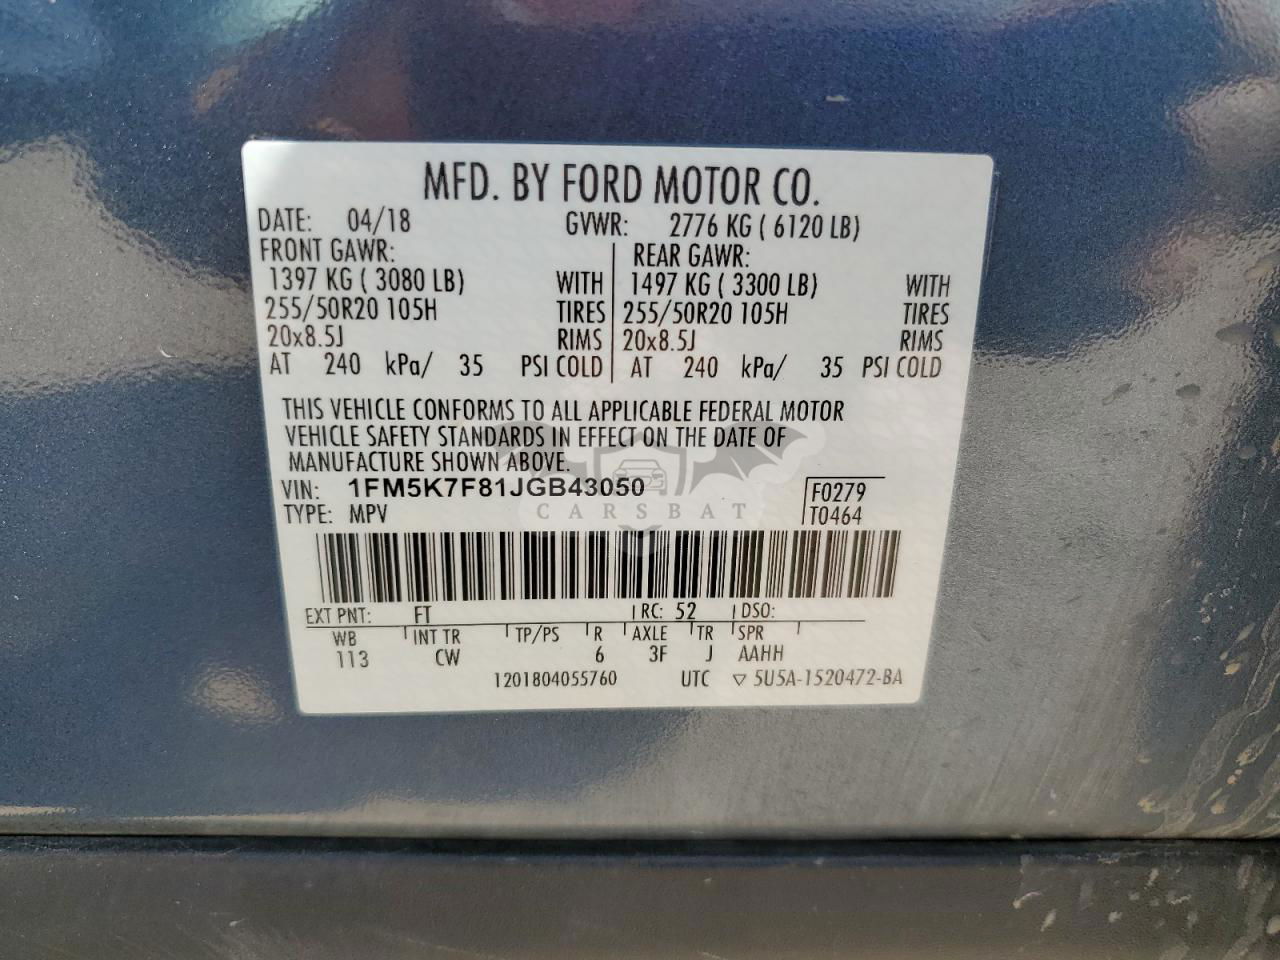 MFD. BY FORD MOTOR CO.
DATE: 04/18 GVWR: 2776 KG ( 6120 LB)
FRONT GAWR: REAR GAWR:
1397 KG ( 3080 LB) WITH 1497 KG ( 3300 LB) WITH
255/50R20 105H TIRES 255/50R20 105H TIRES
20x8.5J RIMS 20x8.5J RIMS
AT 240 kPa/ 35 PSI COLD AT 240 kPa/ 35 PSI COLD
THIS VEHICLE CONFORMS TO ALL APPLICABLE FEDERAL MOTOR
VEHICLE SAFETY STANDARDS IN EFFECT ON THE DATE OF
MANUFACTURE SHOWN ABOVE.
VIN: 1FM5K7F81JGB43050 F0279
TYPE: MPV T0464
CARSBAT
EXT PNT: FT RC: 52 DSO:
WB INT TR TP/PS R AXLE TR SPR
113 CW 6 3F J AAHH
1201804055760 UTC ▽ 5U5A-1520472-BA